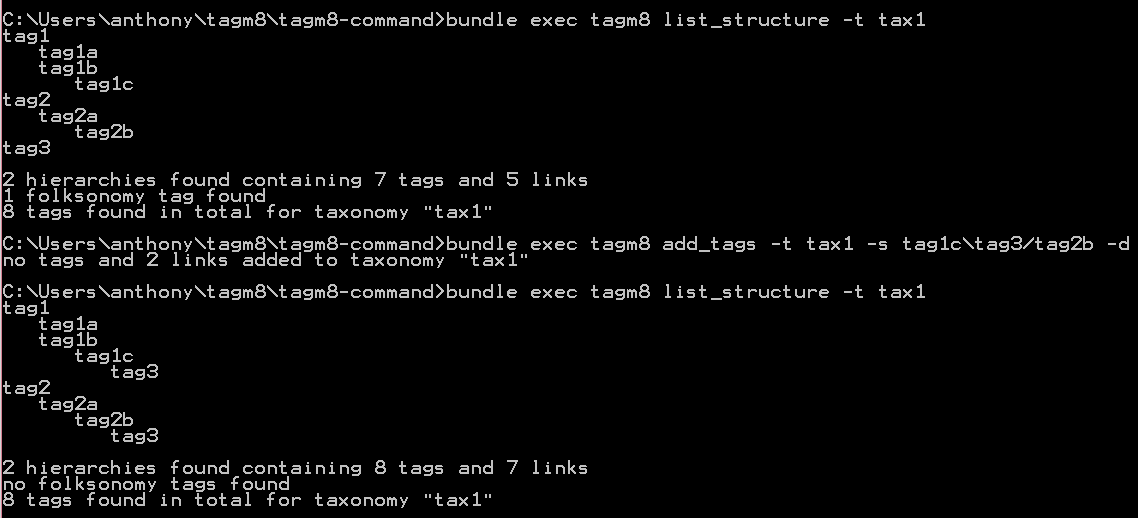 C:\Users\anthony\tagm8\tagm8-command>bundle exec tagm8 list_structure -t tax1
tag1
   tag1a
   tag1b
      tag1c
tag2
   tag2a
      tag2b
tag3

2 hierarchies found containing 7 tags and 5 links
1 folksonomy tag found
8 tags found in total for taxonomy "tax1"

C:\Users\anthony\tagm8\tagm8-command>bundle exec tagm8 add_tags -t tax1 -s tag1c\tag3/tag2b -d
no tags and 2 links added to taxonomy "tax1"

C:\Users\anthony\tagm8\tagm8-command>bundle exec tagm8 list_structure -t tax1
tag1
   tag1a
   tag1b
      tag1c
         tag3
tag2
   tag2a
      tag2b
         tag3

2 hierarchies found containing 8 tags and 7 links
no folksonomy tags found
8 tags found in total for taxonomy "tax1"